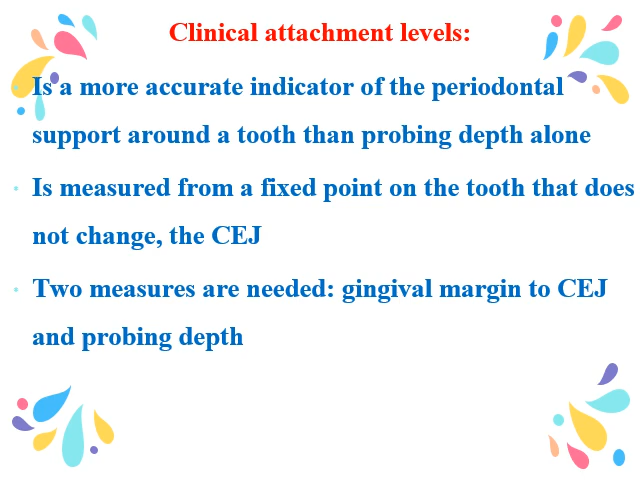 Clinical attachment levels:
Is a more accurate indicator of the periodontal
support around a tooth than probing depth alone
Is measured from a fixed point on the tooth that does
not change, the CEJ
Two measures are needed: gingival margin to CEJ
and probing depth